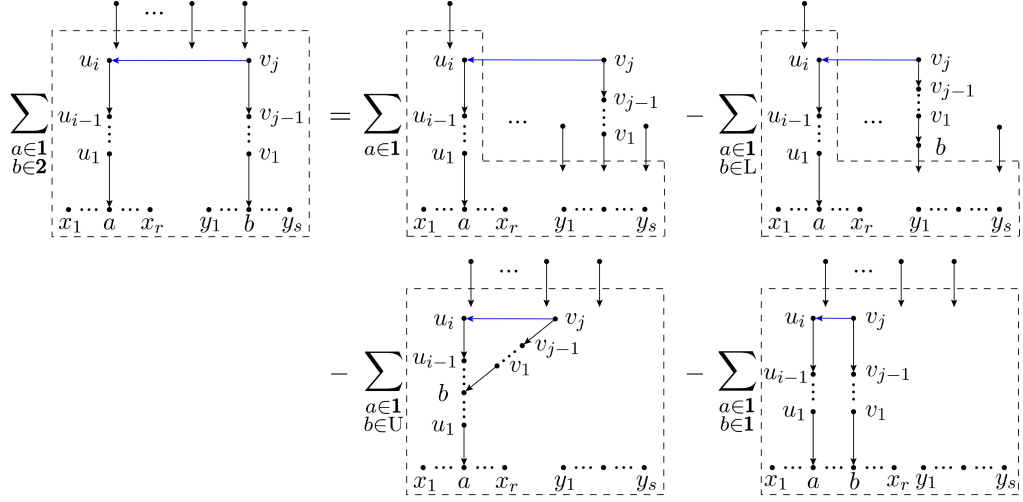 ...
u_i v_j = u_i v_j − u_i v_j
∑ a∈1 b∈2 u_{i−1} v_{j−1} ∑ a∈1 u_{i−1} v_{j−1} ... ∑ a∈1 b∈L u_{i−1} v_{j−1} ...
u_1 v_1 u_1 v_1 u_1 v_1 b
x_1 ... a ... x_r y_1 ... b ... y_s x_1 ... a ... x_r y_1 ... y_s x_1 ... a ... x_r y_1 ... y_s
... ...
− ∑ a∈1 b∈U u_i v_j − ∑ a∈1 b∈1 u_i v_j
u_{i−1} v_{j−1} u_{i−1} v_{j−1}
b v_1
u_1 u_1 v_1
x_1 ... a ... x_r y_1 ... y_s x_1 ... a ... b ... x_r y_1 ... y_s